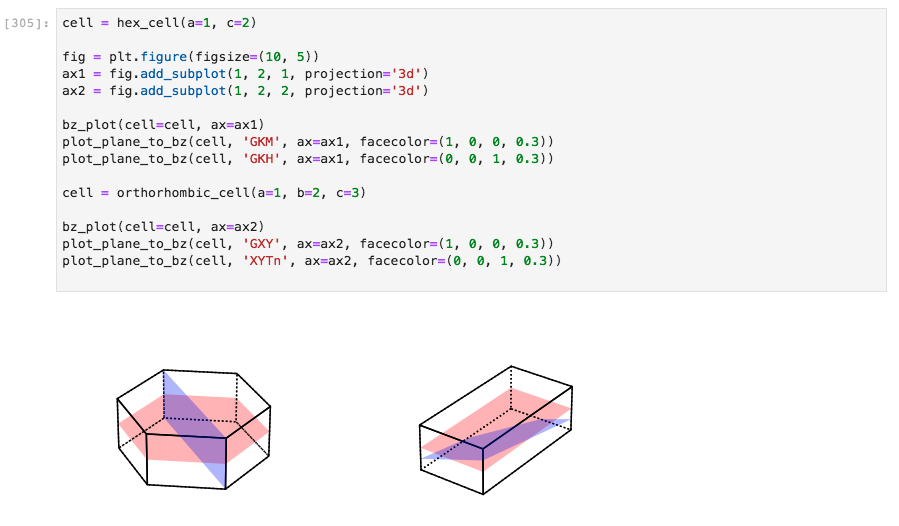 [305]: cell = hex_cell(a=1, c=2)
fig = plt.figure(figsize=(10, 5))
ax1 = fig.add_subplot(1, 2, 1, projection='3d')
ax2 = fig.add_subplot(1, 2, 2, projection='3d')
bz_plot(cell=cell, ax=ax1)
plot_plane_to_bz(cell, 'GKM', ax=ax1, facecolor=(1, 0, 0, 0.3))
plot_plane_to_bz(cell, 'GKH', ax=ax1, facecolor=(0, 0, 1, 0.3))
cell = orthorhombic_cell(a=1, b=2, c=3)
bz_plot(cell=cell, ax=ax2)
plot_plane_to_bz(cell, 'GXY', ax=ax2, facecolor=(1, 0, 0, 0.3))
plot_plane_to_bz(cell, 'XYTn', ax=ax2, facecolor=(0, 0, 1, 0.3))